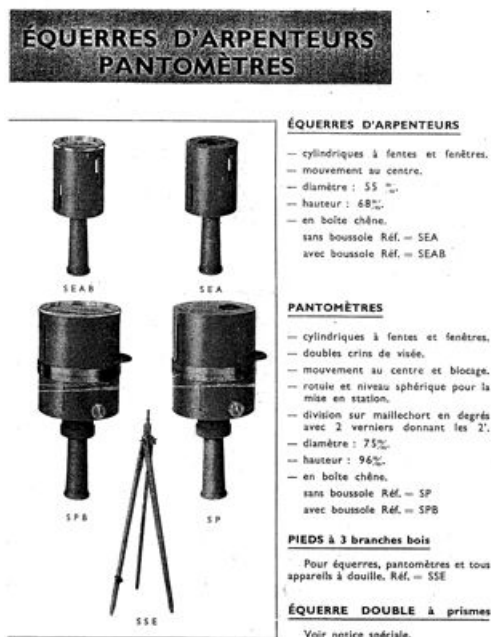 ÉQUERRES D'ARPENTEURS
PANTOMÈTRES
SEAB
SEA
SPB
SP
SSE
ÉQUERRES D'ARPENTEURS
— cylindriques à fentes et fenêtres.
— mouvement au centre.
— diamètre : 55 m/m.
— hauteur : 68 m/m.
— en boîte chêne.
sans boussole Réf. = SEA
avec boussole Réf. = SEAB
PANTOMÈTRES
— cylindriques à fentes et fenêtres.
— doubles crins de visée.
— mouvement au centre et blocage.
— rotule et niveau sphérique pour la
mise en station.
— division sur maillechort en degrés
avec 2 verniers donnant les 2'.
— diamètre : 75 m/m.
— hauteur : 96 m/m.
— en boîte chêne.
sans boussole Réf. = SP
avec boussole Réf. = SPB
PIEDS à 3 branches bois
Pour équerres, pantomètres et tous
appareils à douille. Réf. = SSE
ÉQUERRE DOUBLE à prismes
Voir notice spéciale.